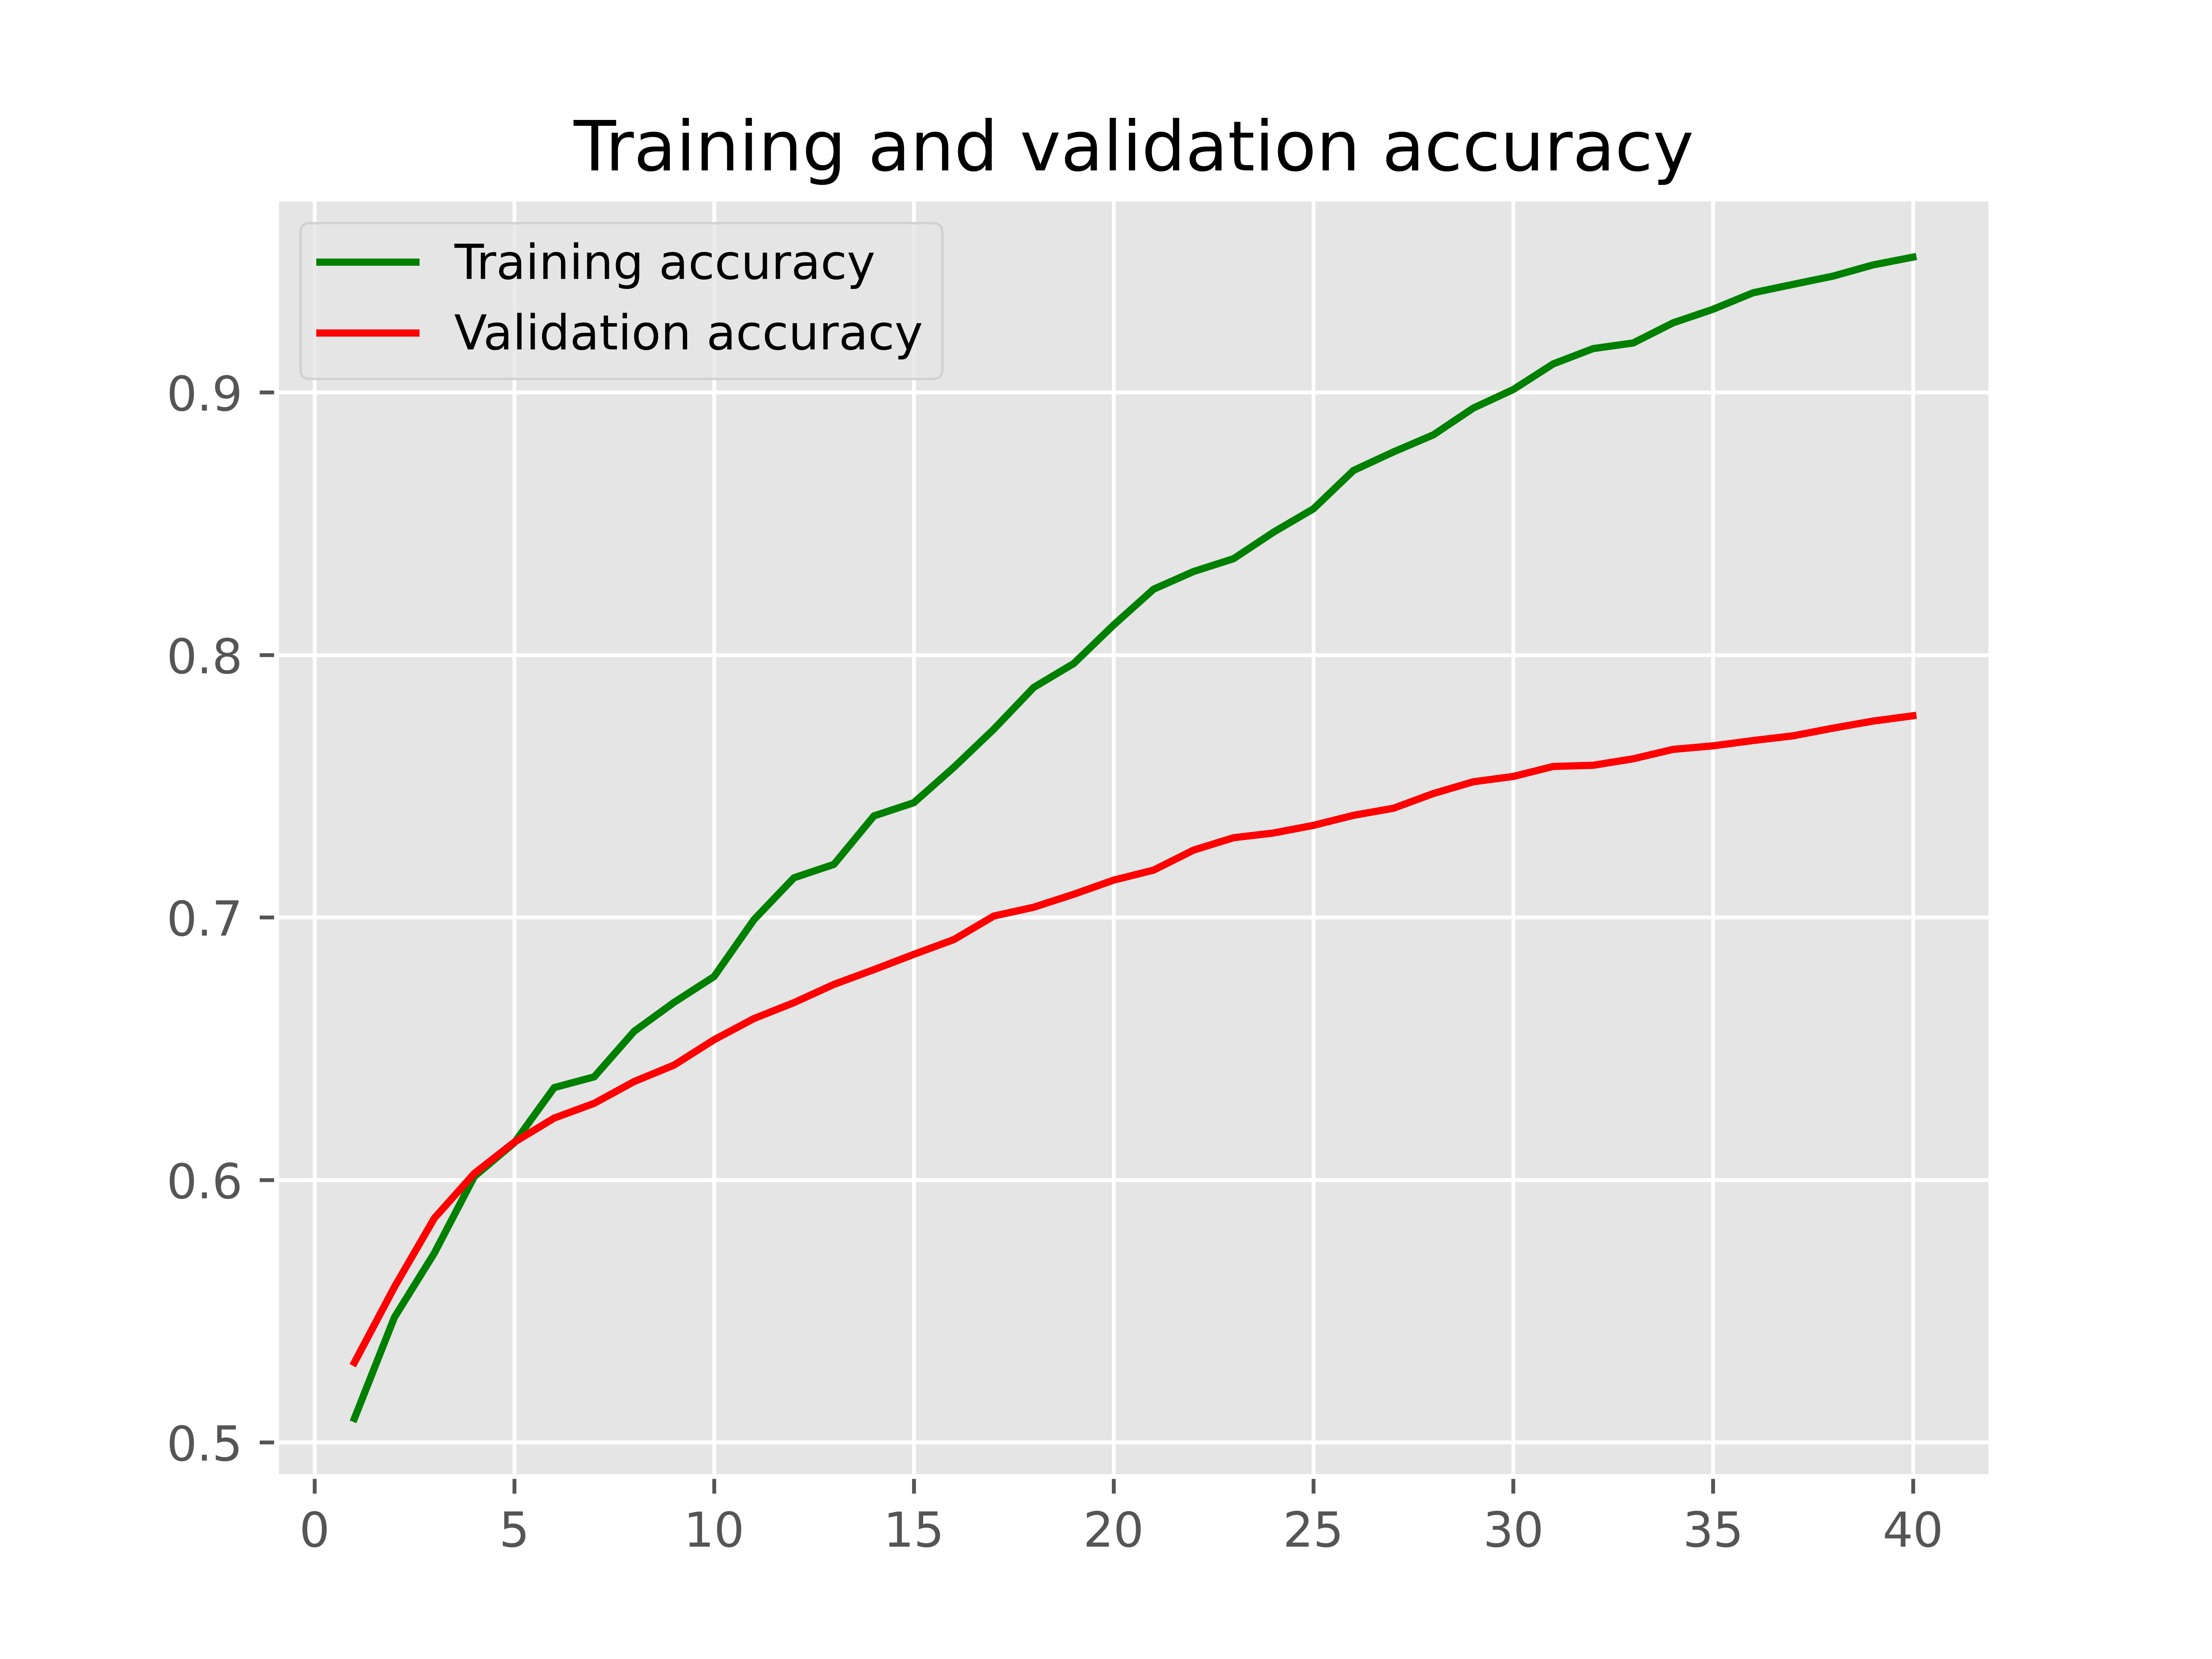 Training and validation accuracy
Training accuracy
Validation accuracy
0.9
0.8
0.7
0.6
0.5
0 5 10 15 20 25 30 35 40